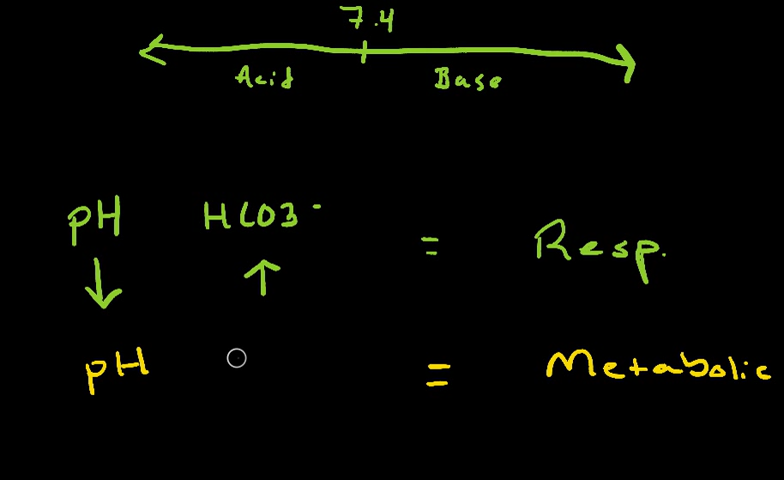 7.4
Acid Base
pH HCO3- = Resp.
↓ ↑
pH = Metabolic